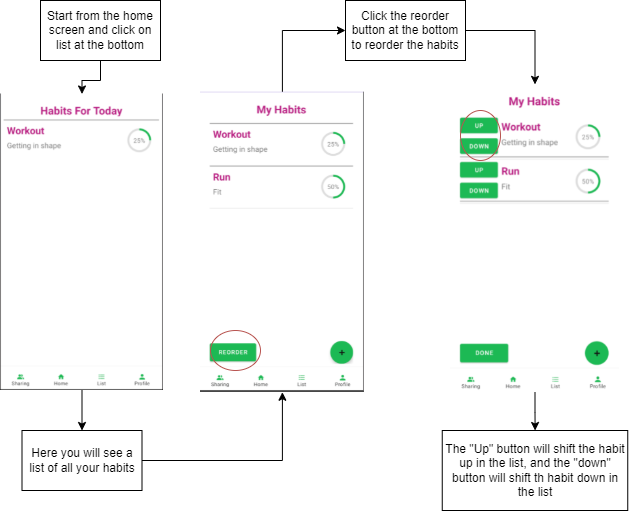 Start from the home
screen and click on
list at the bottom
Click the reorder
button at the bottom
to reorder the habits
Habits For Today
Workout
Getting in shape
25%
Sharing
Home
List
Profile
My Habits
Workout
Getting in shape
25%
Run
Fit
50%
REORDER
+
Sharing
Home
List
Profile
My Habits
UP
DOWN
Workout
Getting in shape
25%
UP
DOWN
Run
Fit
50%
DONE
+
Sharing
Home
List
Profile
Here you will see a
list of all your habits
The "Up" button will shift the habit
up in the list, and the "down"
button will shift th habit down in
the list